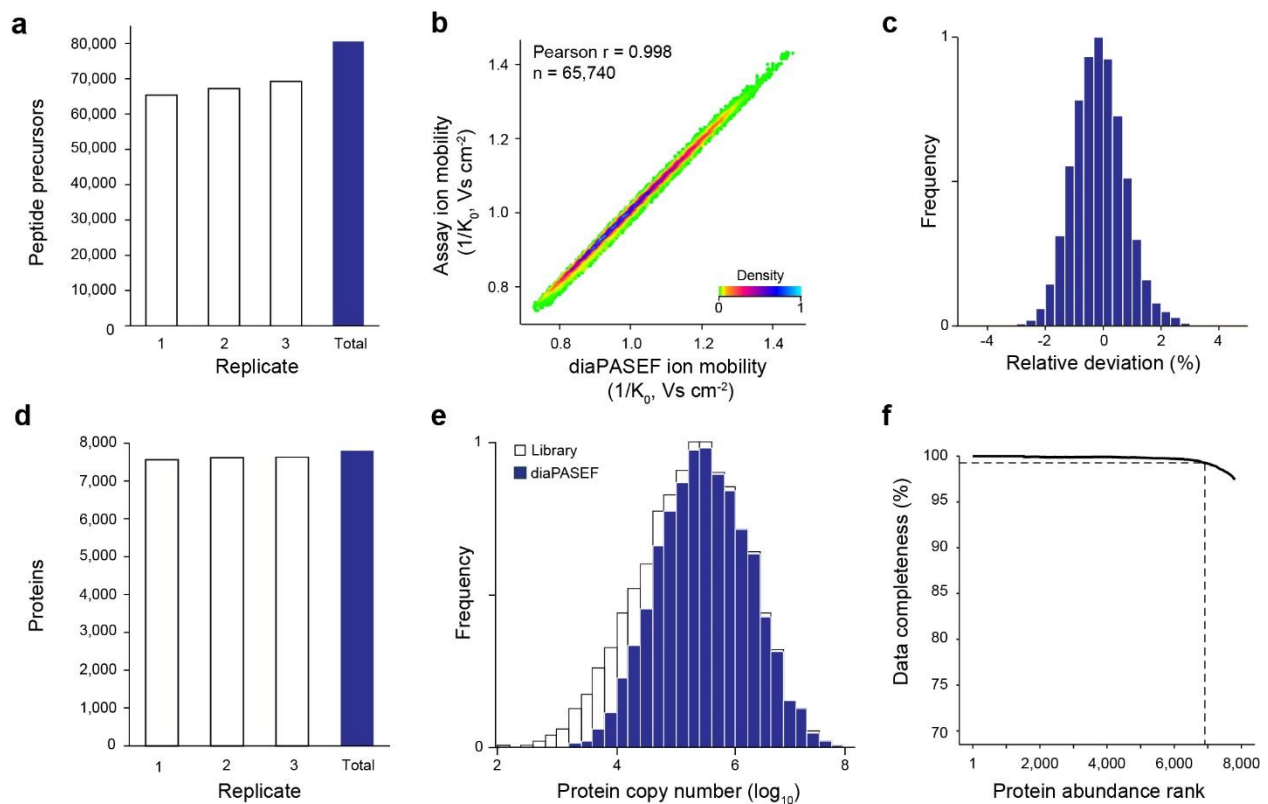 a
80,000
70,000
60,000
50,000
40,000
30,000
20,000
10,000
0
Peptide precursors
1 2 3 Total
Replicate
b
Pearson r = 0.998
n = 65,740
1.4
1.2
1.0
0.8
Assay ion mobility
(1/K₀, Vs cm⁻²)
Density
0 1
0.8 1.0 1.2 1.4
diaPASEF ion mobility
(1/K₀, Vs cm⁻²)
c
1
0
Frequency
-4 -2 0 2 4
Relative deviation (%)
d
8,000
7,000
6,000
5,000
4,000
3,000
2,000
1,000
0
Proteins
1 2 3 Total
Replicate
e
1
0
Frequency
Library
diaPASEF
2 4 6 8
Protein copy number (log₁₀)
f
100
95
90
85
80
75
70
Data completeness (%)
1 2,000 4,000 6,000 8,000
Protein abundance rank